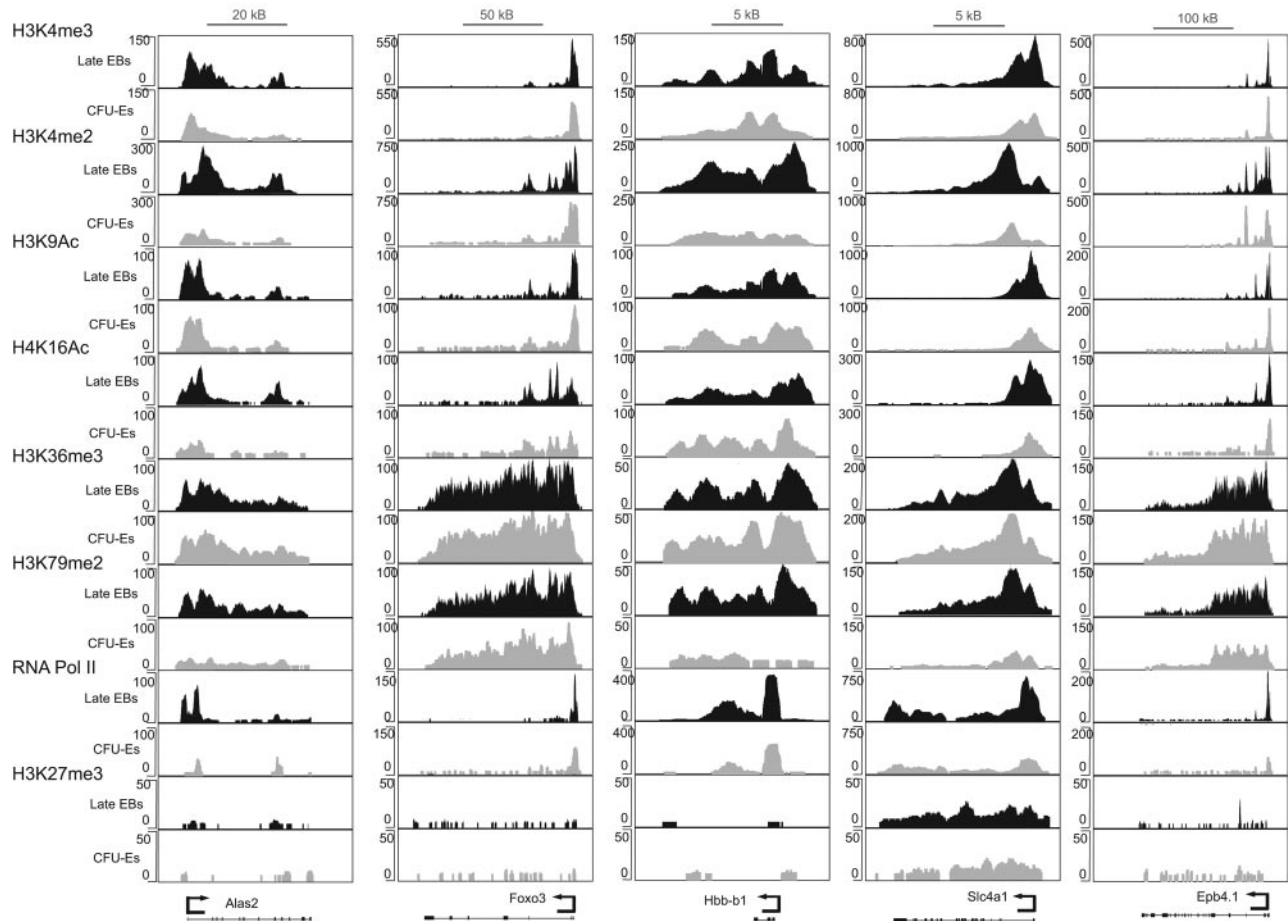 20 kB 50 kB 5 kB 5 kB 100 kB
H3K4me3
Late EBs 150 0 550 0 150 0 800 0 500 0
CFU-Es 150 0 550 0 150 0 800 0 500 0
H3K4me2
Late EBs 300 0 750 0 250 0 1000 0 500 0
CFU-Es 300 0 750 0 250 0 1000 0 500 0
H3K9Ac
Late EBs 100 0 100 0 100 0 1000 0 200 0
CFU-Es 100 0 100 0 100 0 1000 0 200 0
H4K16Ac
Late EBs 100 0 100 0 100 0 300 0 150 0
CFU-Es 100 0 100 0 100 0 300 0 150 0
H3K36me3
Late EBs 100 0 100 0 50 0 200 0 150 0
CFU-Es 100 0 100 0 50 0 200 0 150 0
H3K79me2
Late EBs 100 0 100 0 50 0 150 0 150 0
CFU-Es 100 0 100 0 50 0 150 0 150 0
RNA Pol II
Late EBs 100 0 150 0 400 0 750 0 200 0
CFU-Es 100 0 150 0 400 0 750 0 200 0
H3K27me3
Late EBs 50 0 50 0 50 0 50 0 50 0
CFU-Es 50 0 50 0 50 0 50 0 50 0
Alas2 Foxo3 Hbb-b1 Slc4a1 Epb4.1